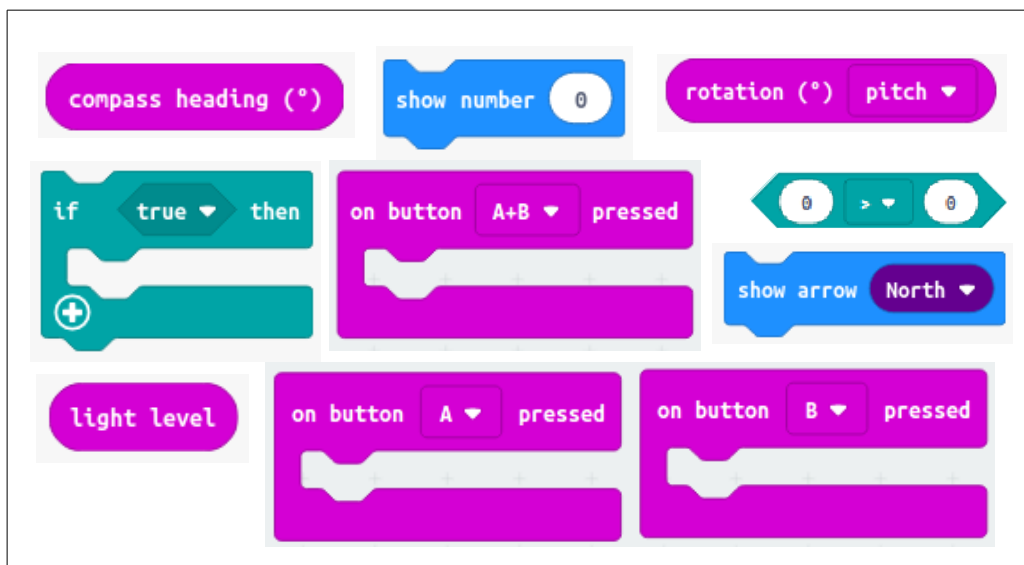 compass heading (°)
show number 0
rotation (°) pitch
if true then
on button A+B pressed
0 > 0
show arrow North
light level
on button A pressed
on button B pressed